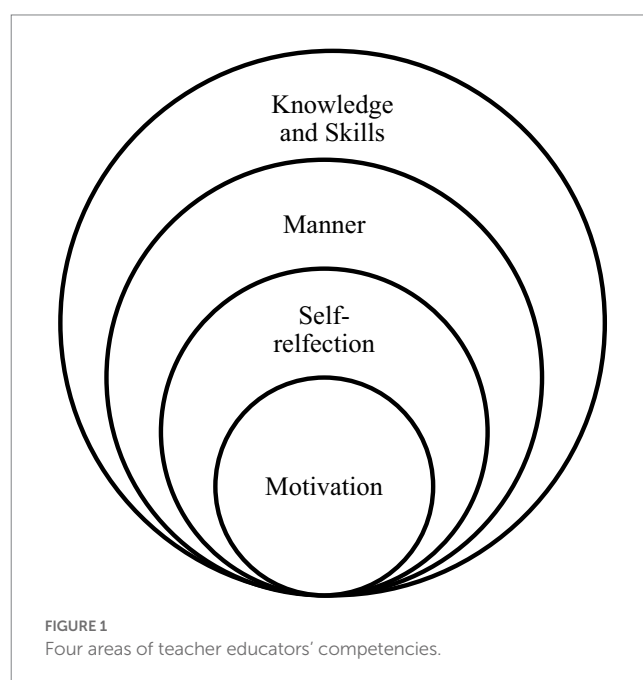 Knowledge
and Skills
Manner
Self-
relfection
Motivation
FIGURE 1
Four areas of teacher educators’ competencies.